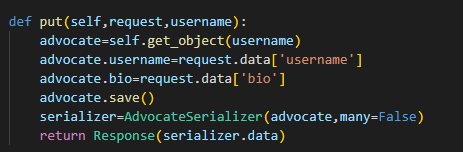 def put(self,request,username):
    advocate=self.get_object(username)
    advocate.username=request.data['username']
    advocate.bio=request.data['bio']
    advocate.save()
    serializer=AdvocateSerializer(advocate,many=False)
    return Response(serializer.data)